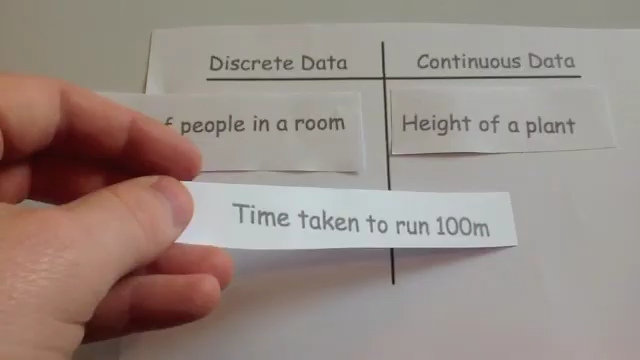 Discrete Data
Continuous Data
people in a room
Height of a plant
Time taken to run 100m